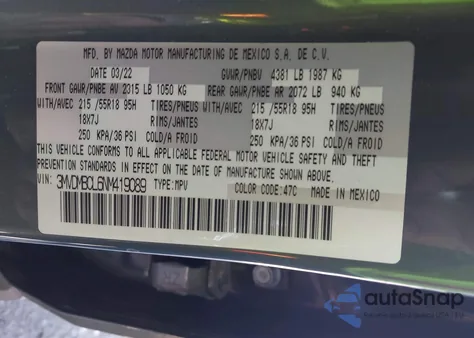 MFD. BY MAZDA MOTOR MANUFACTURING DE MEXICO S.A. DE C.V.
DATE 03/22 GVWR/PNBV 4381 LB 1987 KG
FRONT GAWR/PNBE AV 2315 LB 1050 KG REAR GAWR/PNBE AR 2072 LB 940 KG
WITH/AVEC 215 /55R18 95H TIRES/PNEUS WITH/AVEC 215 /55R18 95H TIRES/PNEUS
18X7J RIMS/JANTES 18X7J RIMS/JANTES
250 KPA/36 PSI COLD/A FROID 250 KPA/36 PSI COLD/A FROID
THIS VEHICLE CONFORMS TO ALL APPLICABLE FEDERAL MOTOR VEHICLE SAFETY, BUMPER, AND THEFT
PREVENTION STANDARDS IN EFFECT ON THE DATE OF MANUFACTURE SHOWN ABOVE.
VIN: 3MVDMBCL6NM419089 TYPE: MPV COLOR CODE: 47C MADE IN MEXICO
autoSnap